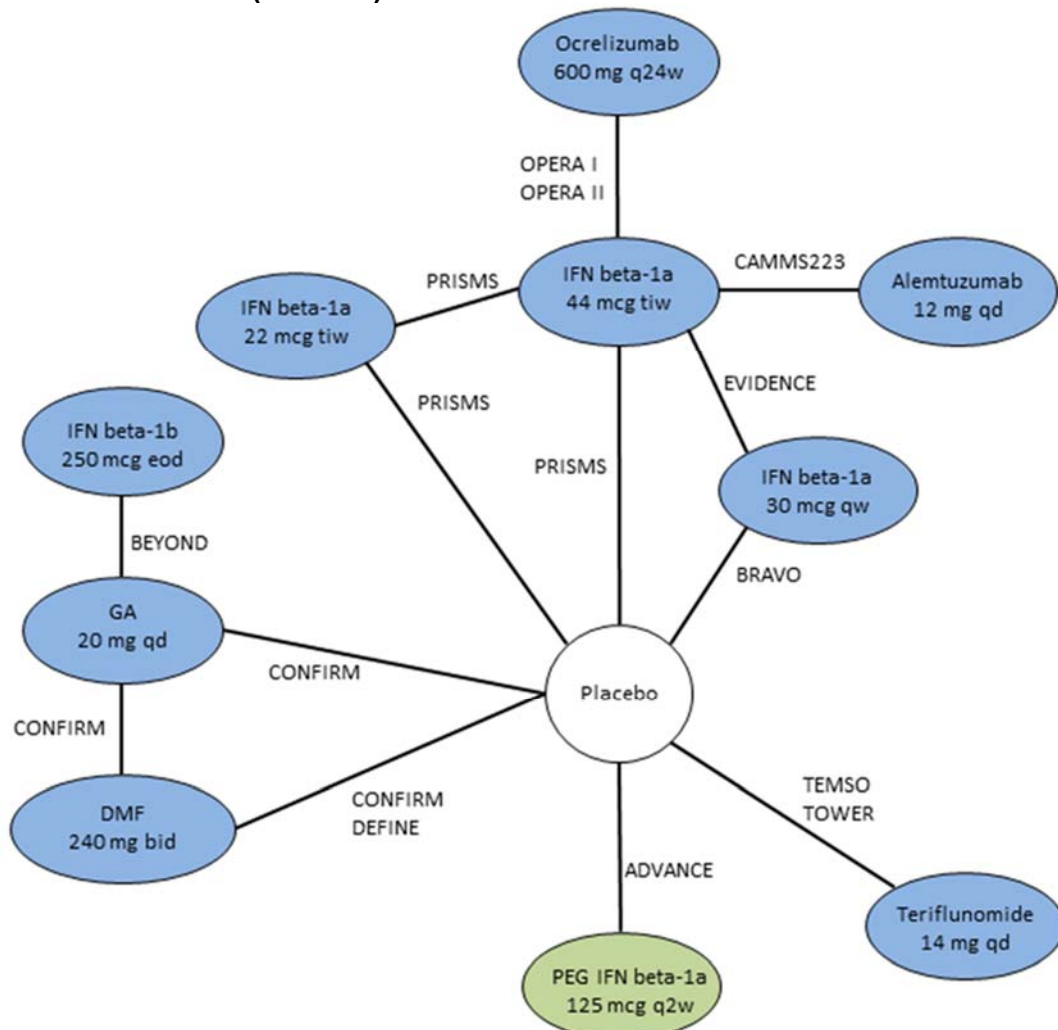 Ocrelizumab
600 mg q24w
OPERA I
OPERA II
IFN beta-1a
44 mcg tiw
CAMMS223
Alemtuzumab
12 mg qd
PRISMS
IFN beta-1a
22 mcg tiw
EVIDENCE
PRISMS
IFN beta-1b
250 mcg eod
PRISMS
IFN beta-1a
30 mcg qw
BEYOND
BRAVO
GA
20 mg qd
CONFIRM
Placebo
CONFIRM
DMF
240 mg bid
CONFIRM
DEFINE
TEMSO
TOWER
ADVANCE
Teriflunomide
14 mg qd
PEG IFN beta-1a
125 mcg q2w